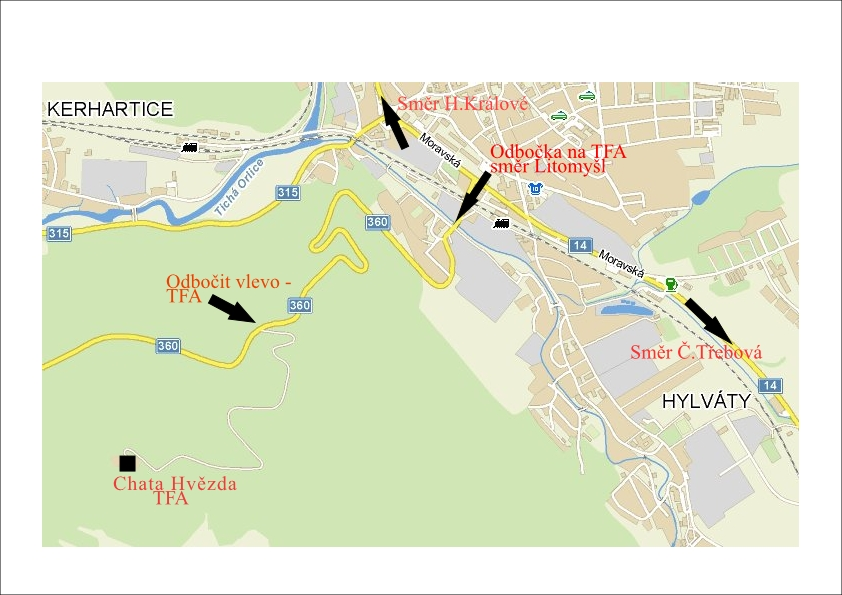 KERHARTICE
Směr H.Králové
Moravská
Odbočka na TFA
směr Litomyšl
Tichá Orlice
315
360
315
14
Moravská
Odbočit vlevo -
TFA
360
360
Směr Č.Třebová
14
HYLVÁTY
Chata Hvězda
TFA